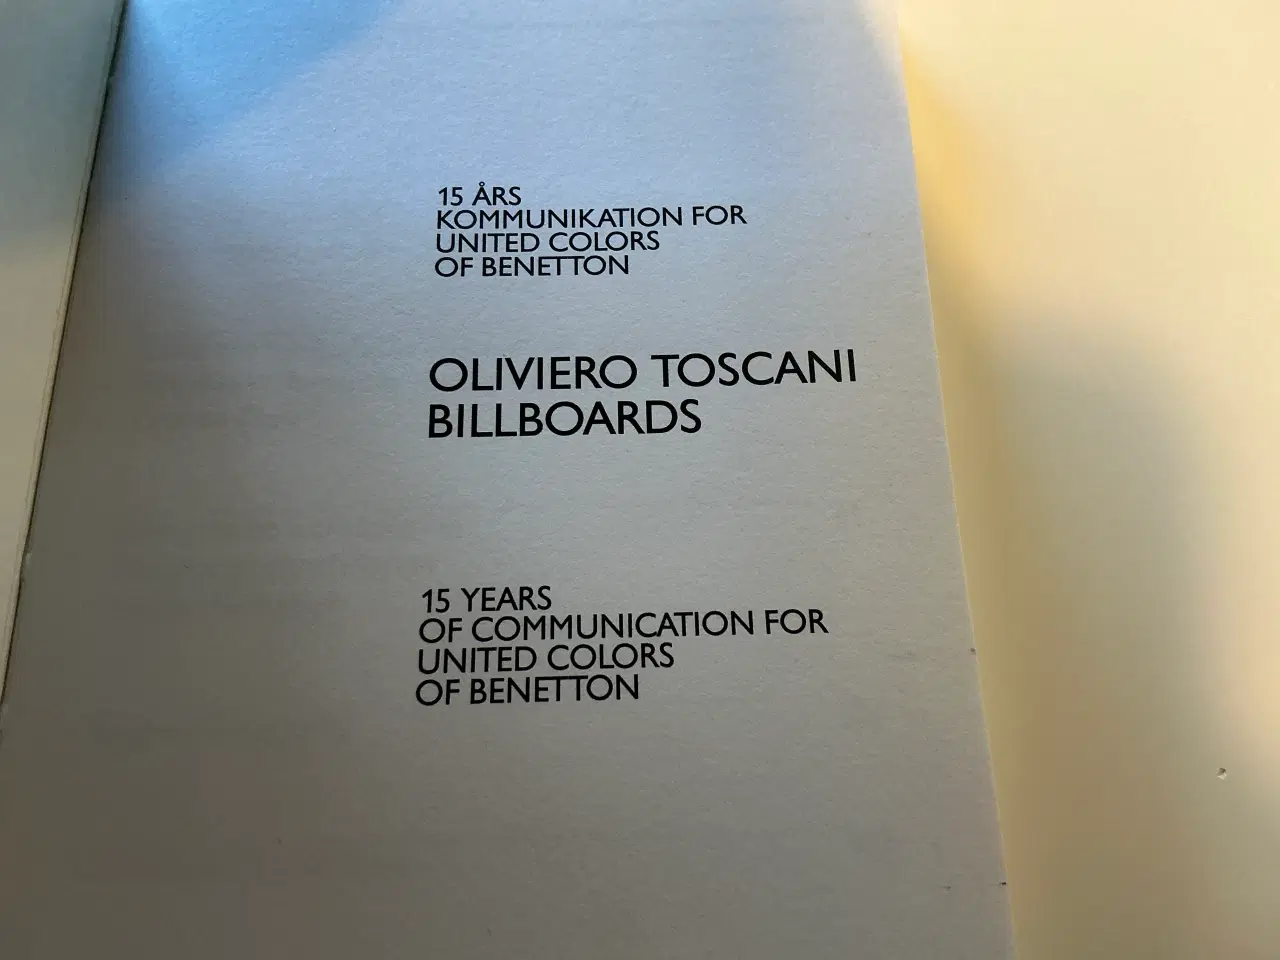 15 ÅRS
KOMMUNIKATION FOR
UNITED COLORS
OF BENETTON
OLIVIERO TOSCANI
BILLBOARDS
15 YEARS
OF COMMUNICATION FOR
UNITED COLORS
OF BENETTON